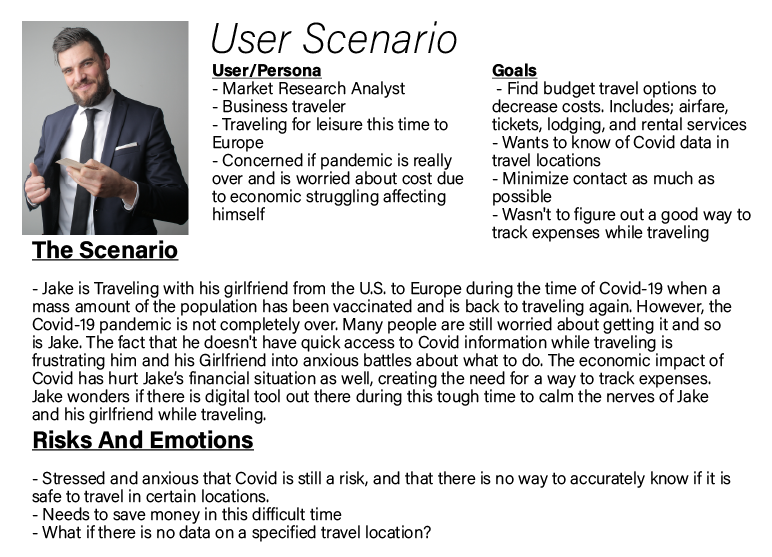 User Scenario
User/Persona
- Market Research Analyst
- Business traveler
- Traveling for leisure this time to
Europe
- Concerned if pandemic is really
over and is worried about cost due
to economic struggling affecting
himself
Goals
- Find budget travel options to
decrease costs. Includes; airfare,
tickets, lodging, and rental services
- Wants to know of Covid data in
travel locations
- Minimize contact as much as
possible
- Wasn't to figure out a good way to
track expenses while traveling
The Scenario
- Jake is Traveling with his girlfriend from the U.S. to Europe during the time of Covid-19 when a
mass amount of the population has been vaccinated and is back to traveling again. However, the
Covid-19 pandemic is not completely over. Many people are still worried about getting it and so
is Jake. The fact that he doesn't have quick access to Covid information while traveling is
frustrating him and his Girlfriend into anxious battles about what to do. The economic impact of
Covid has hurt Jake's financial situation as well, creating the need for a way to track expenses.
Jake wonders if there is digital tool out there during this tough time to calm the nerves of Jake
and his girlfriend while traveling.
Risks And Emotions
- Stressed and anxious that Covid is still a risk, and that there is no way to accurately know if it is
safe to travel in certain locations.
- Needs to save money in this difficult time
- What if there is no data on a specified travel location?